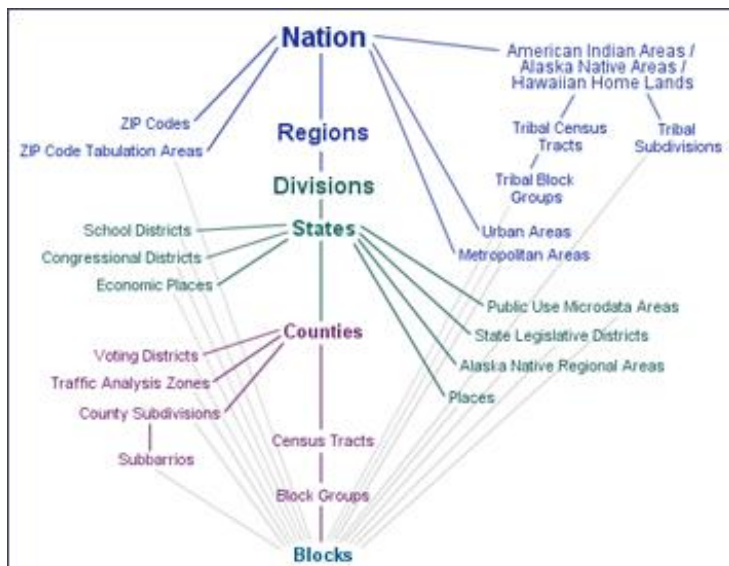 Nation
American Indian Areas /
Alaska Native Areas /
Hawaiian Home Lands
ZIP Codes
ZIP Code Tabulation Areas
Regions
Tribal Census
Tracts
Tribal
Subdivisions
Divisions
Tribal Block
Groups
School Districts
States
Urban Areas
Congressional Districts
Metropolitan Areas
Economic Places
Public Use Microdata Areas
Counties
State Legislative Districts
Voting Districts
Alaska Native Regional Areas
Traffic Analysis Zones
Places
County Subdivisions
Census Tracts
Subbarrios
Block Groups
Blocks